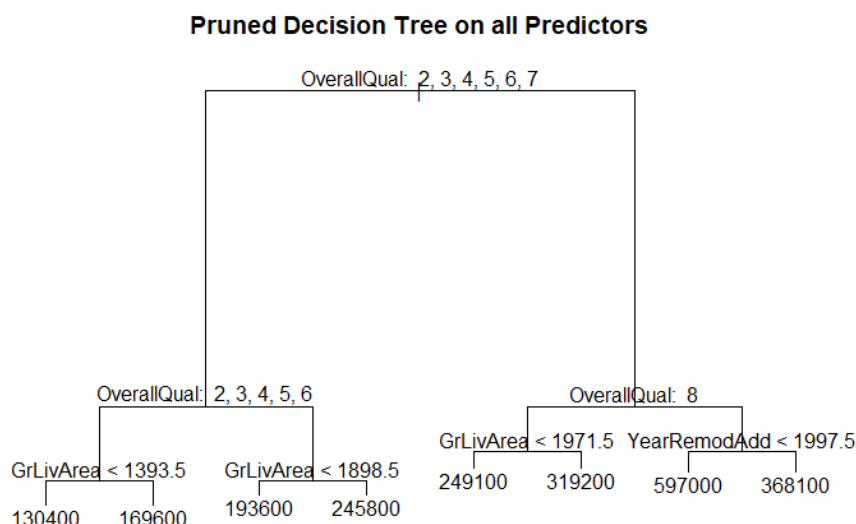 Pruned Decision Tree on all Predictors
OverallQual: 2, 3, 4, 5, 6, 7
OverallQual: 2, 3, 4, 5, 6
OverallQual: 8
GrLivArea < 1393.5
GrLivArea < 1898.5
GrLivArea < 1971.5
YearRemodAdd < 1997.5
130400
169600
193600
245800
249100
319200
597000
368100